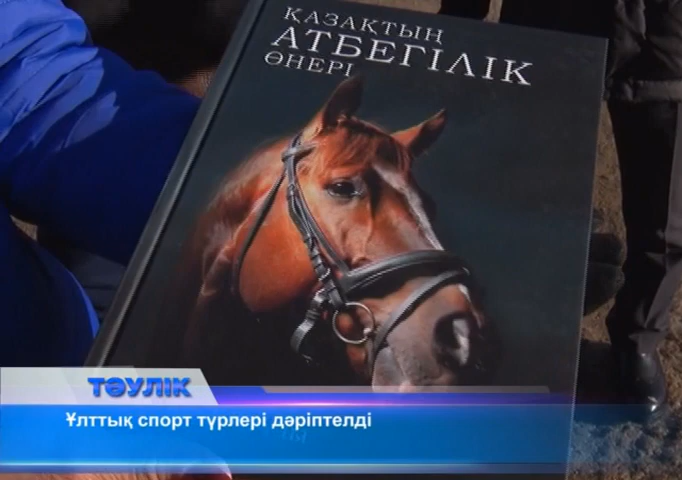 ҚАЗАҚТЫҢ
АТБЕГІЛІК
ӨНЕРІ
ТӘУЛІК
Ұлттық спорт түрлері дәріптелді